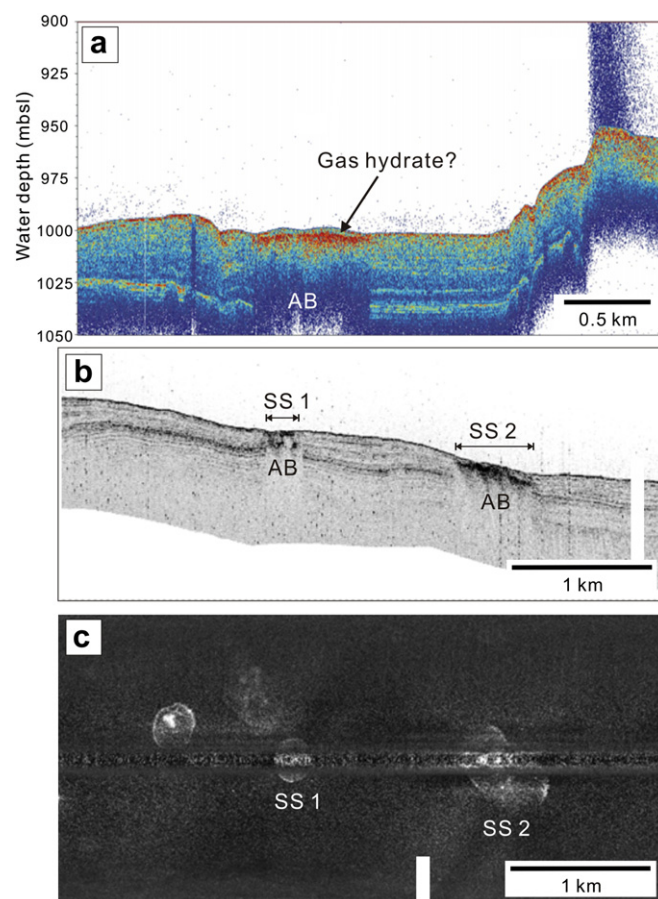 a
900
925
950
975
1000
1025
1050
Water depth (mbsl)
Gas hydrate?
AB
0.5 km
b
SS 1
SS 2
AB
AB
1 km
c
SS 1
SS 2
1 km